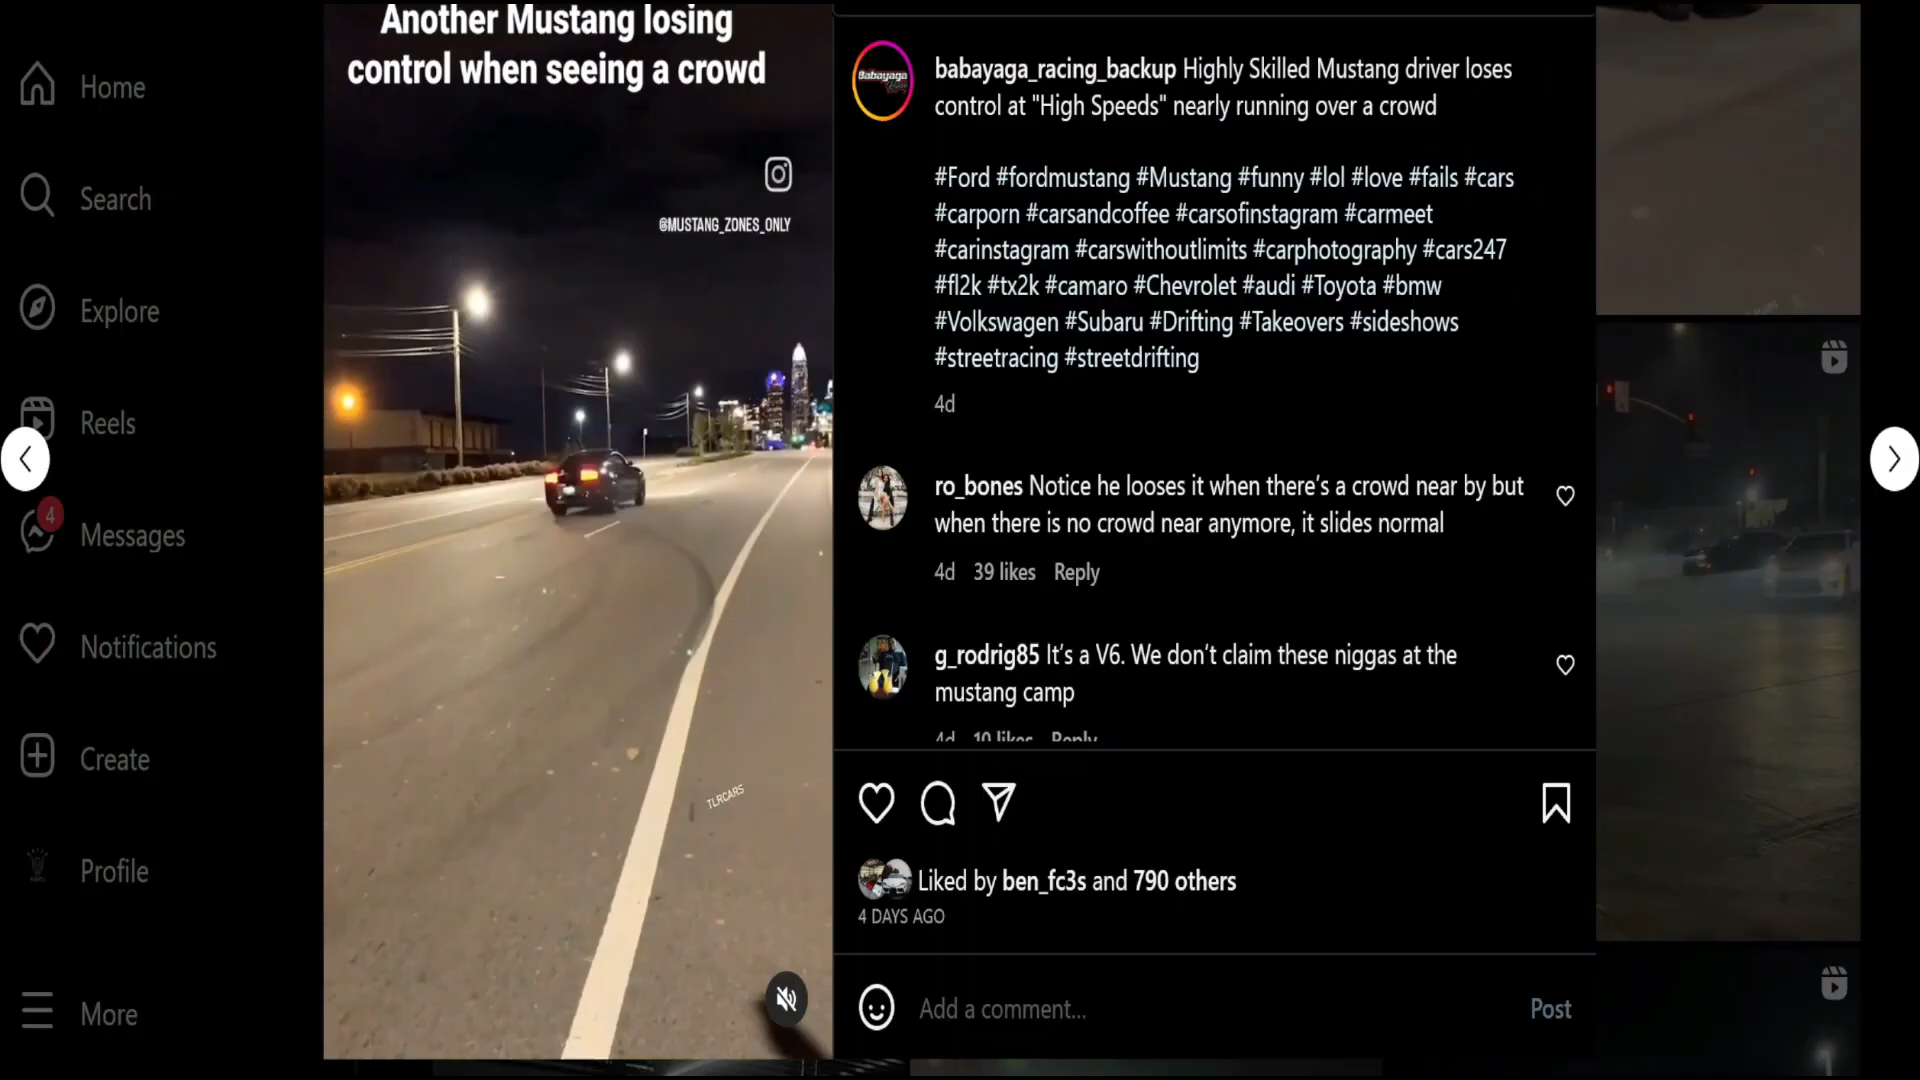 Another Mustang losing
control when seeing a crowd
@MUSTANG_ZONES_ONLY
TLRCARS
Home
Search
Explore
Reels
4
Messages
Notifications
Create
Profile
More
Babayaga
babayaga_racing_backup Highly Skilled Mustang driver loses
control at "High Speeds" nearly running over a crowd
#Ford #fordmustang #Mustang #funny #lol #love #fails #cars
#carporn #carsandcoffee #carsofinstagram #carmeet
#carinstagram #carswithoutlimits #carphotography #cars247
#fl2k #tx2k #camaro #Chevrolet #audi #Toyota #bmw
#Volkswagen #Subaru #Drifting #Takeovers #sideshows
#streetracing #streetdrifting
4d
ro_bones Notice he looses it when there's a crowd near by but
when there is no crowd near anymore, it slides normal
4d 39 likes Reply
g_rodrig85 It's a V6. We don't claim these niggas at the
mustang camp
4d 10 likes Reply
Liked by ben_fc3s and 790 others
4 DAYS AGO
Add a comment...
Post